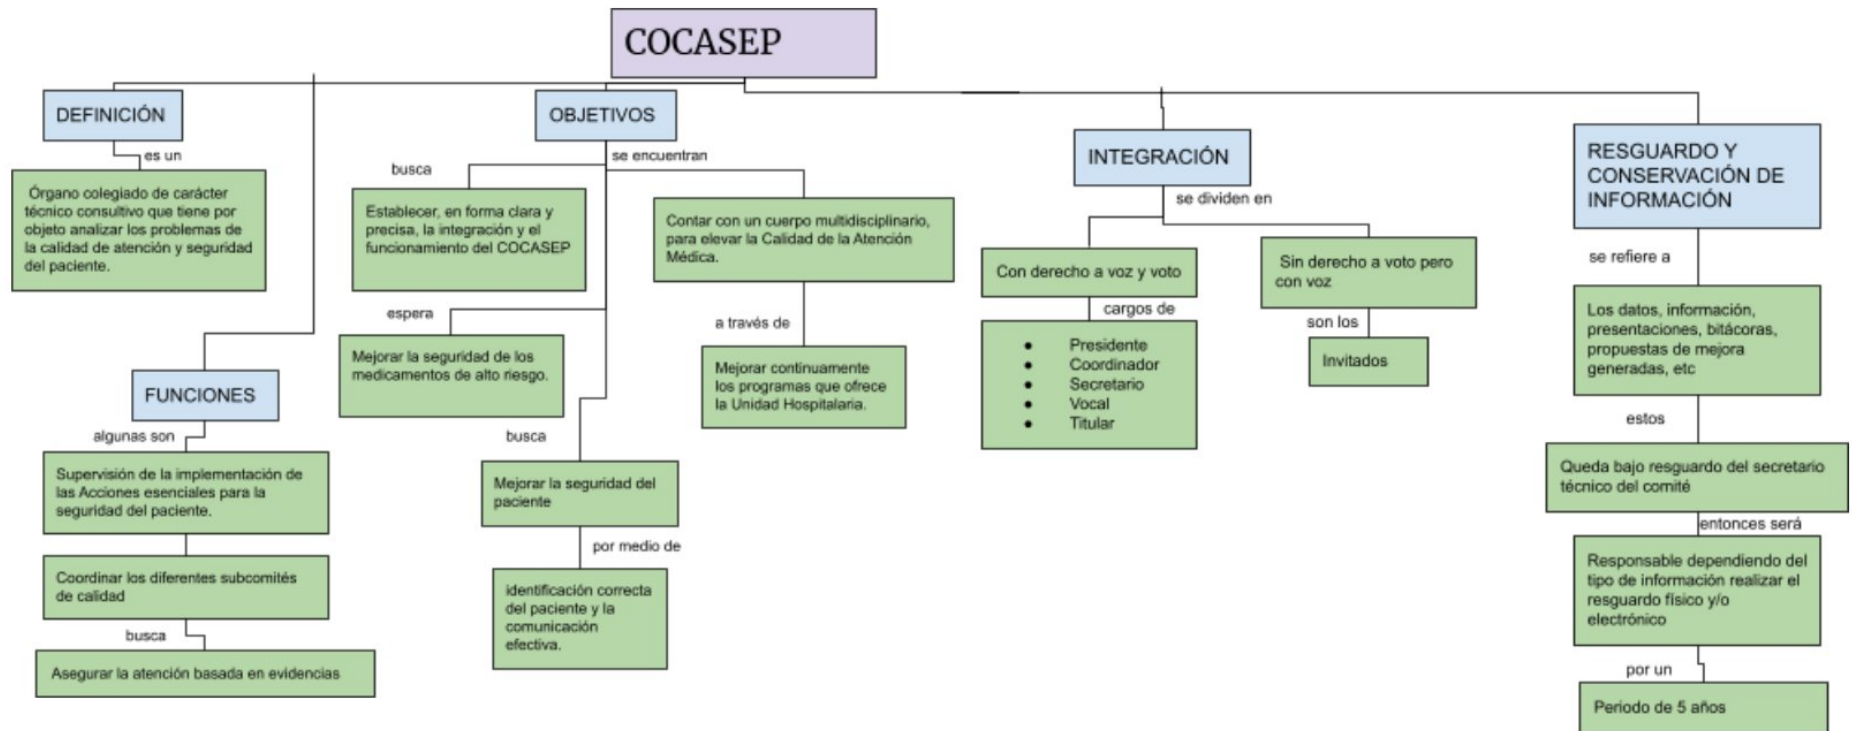 COCASEP
DEFINICIÓN
es un
Órgano colegiado de carácter
técnico consultivo que tiene por
objeto analizar los problemas de
la calidad de atención y seguridad
del paciente.
FUNCIONES
algunas son
Supervisión de la implementación de
las Acciones esenciales para la
seguridad del paciente.
Coordinar los diferentes subcomités
de calidad
busca
Asegurar la atención basada en evidencias
OBJETIVOS
busca
Establecer, en forma clara y
precisa, la integración y el
funcionamiento del COCASEP
espera
Mejorar la seguridad de los
medicamentos de alto riesgo.
busca
Mejorar la seguridad del
paciente
por medio de
identificación correcta
del paciente y la
comunicación
efectiva.
se encuentran
Contar con un cuerpo multidisciplinario,
para elevar la Calidad de la Atención
Médica.
a través de
Mejorar continuamente
los programas que ofrece
la Unidad Hospitalaria.
INTEGRACIÓN
se dividen en
Con derecho a voz y voto
cargos de
● Presidente
● Coordinador
● Secretario
● Vocal
● Titular
Sin derecho a voto pero
con voz
son los
Invitados
RESGUARDO Y
CONSERVACIÓN DE
INFORMACIÓN
se refiere a
Los datos, información,
presentaciones, bitácoras,
propuestas de mejora
generadas, etc
estos
Queda bajo resguardo del secretario
técnico del comité
entonces será
Responsable dependiendo del
tipo de información realizar el
resguardo físico y/o
electrónico
por un
Periodo de 5 años